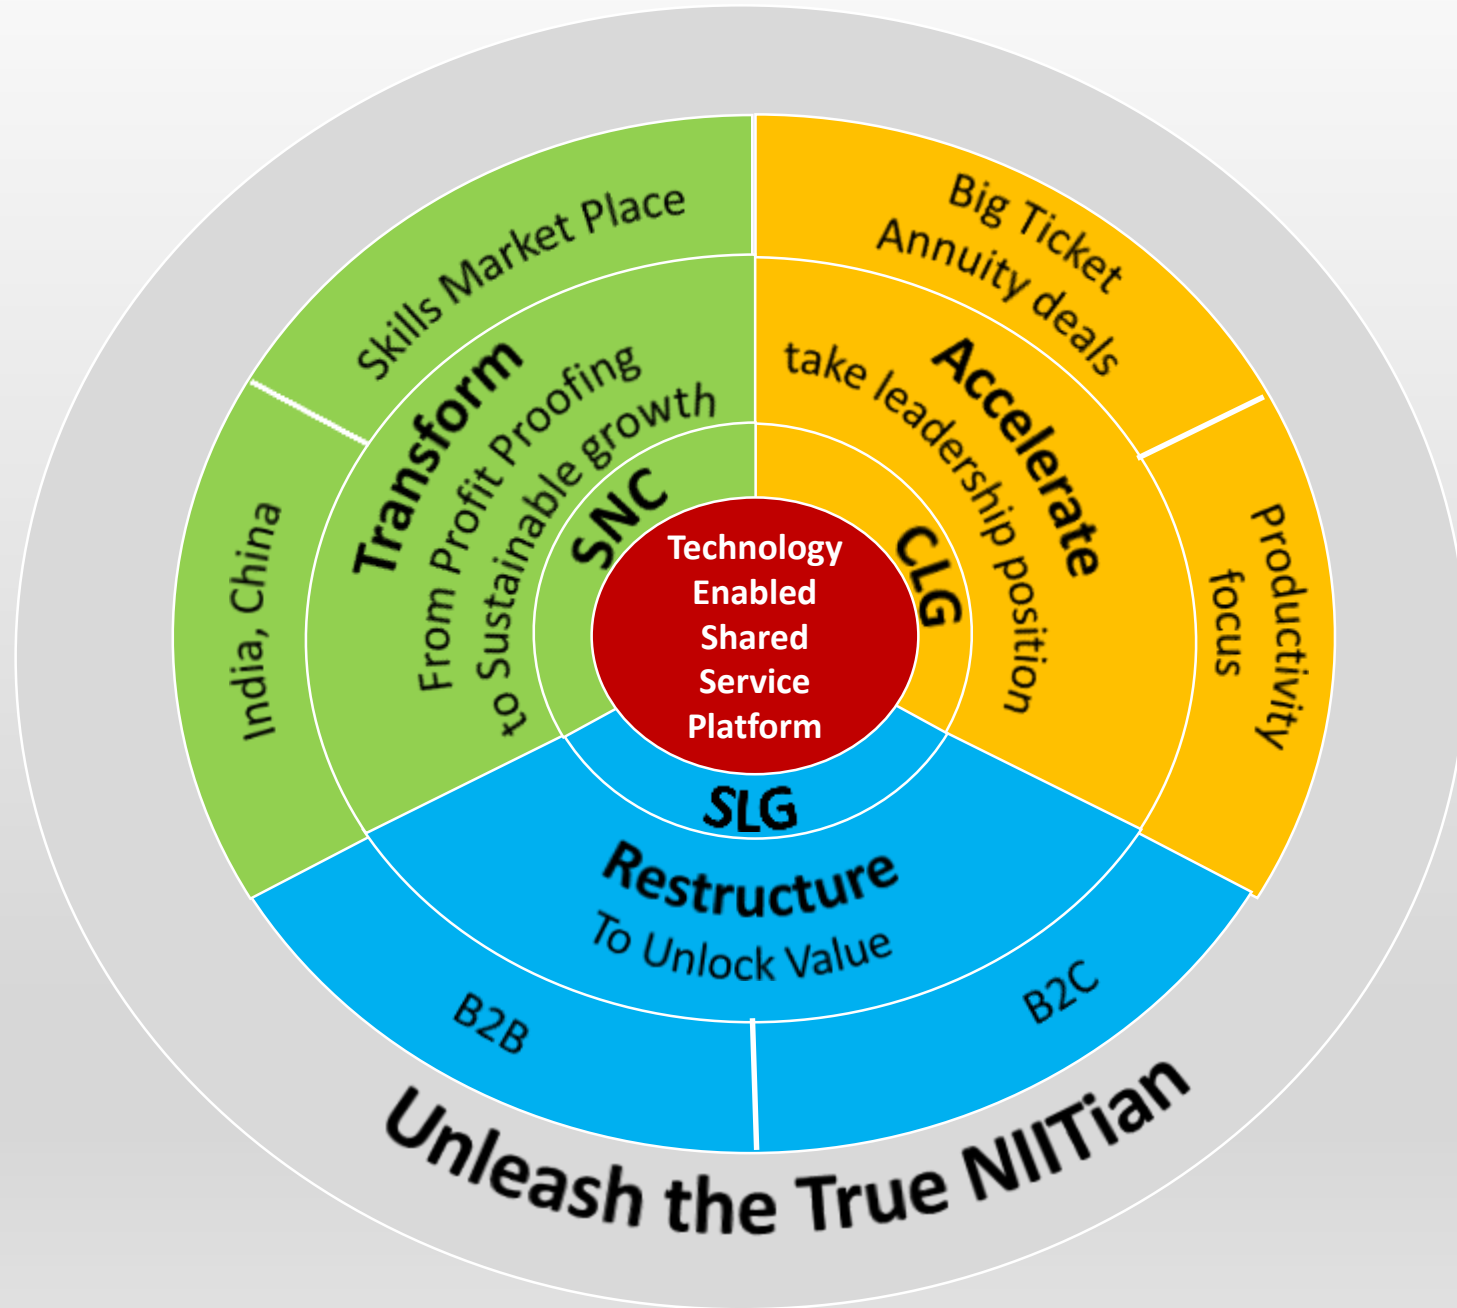 Skills Market Place
India, China
Transform
From Profit Proofing
to Sustainable growth
SNC
Big Ticket
Annuity deals
Productivity
focus
Accelerate
take leadership position
CLG
Technology
Enabled
Shared
Service
Platform
SLG
Restructure
To Unlock Value
B2B
B2C
Unleash the True NIITian